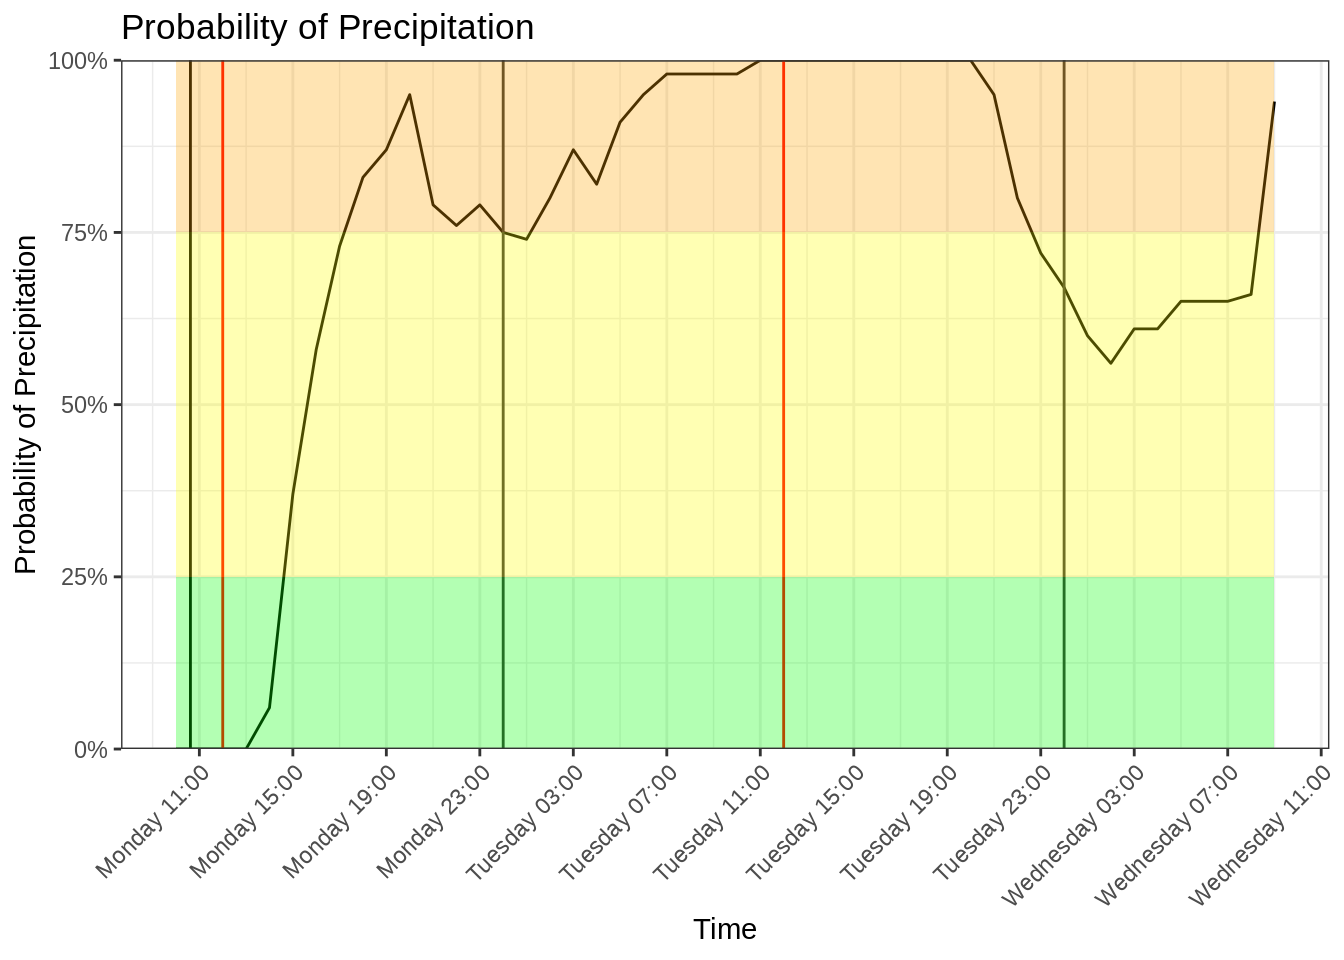 Probability of Precipitation
100%
75%
50%
25%
0%
Probability of Precipitation
Monday 11:00
Monday 15:00
Monday 19:00
Monday 23:00
Tuesday 03:00
Tuesday 07:00
Tuesday 11:00
Tuesday 15:00
Tuesday 19:00
Tuesday 23:00
Wednesday 03:00
Wednesday 07:00
Wednesday 11:00
Time